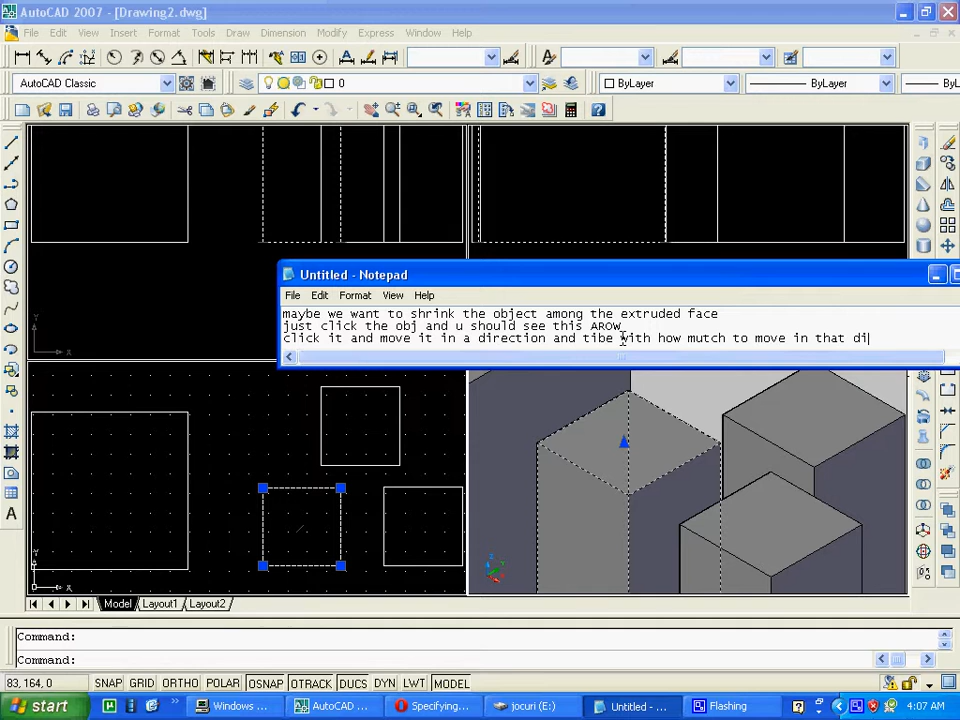 AutoCAD 2007 - [Drawing2.dwg]
File Edit View Insert Format Tools Draw Dimension Modify Express Window Help
AutoCAD Classic
0
ByLayer
ByLayer
ByL
Untitled - Notepad
File Edit Format View Help
maybe we want to shrink the object among the extruded face
just click the obj and u should see this AROW
click it and move it in a direction and tibe with how mutch to move in that di
Y
X
Y
X
Model Layout1 Layout2
Command:
Command:
83, 164, 0 SNAP GRID ORTHO POLAR OSNAP OTRACK DUCS DYN LWT MODEL
start Windows ... AutoCAD ... Specifying... jocuri (E:) Untitled - ... Flashing 4:07 AM